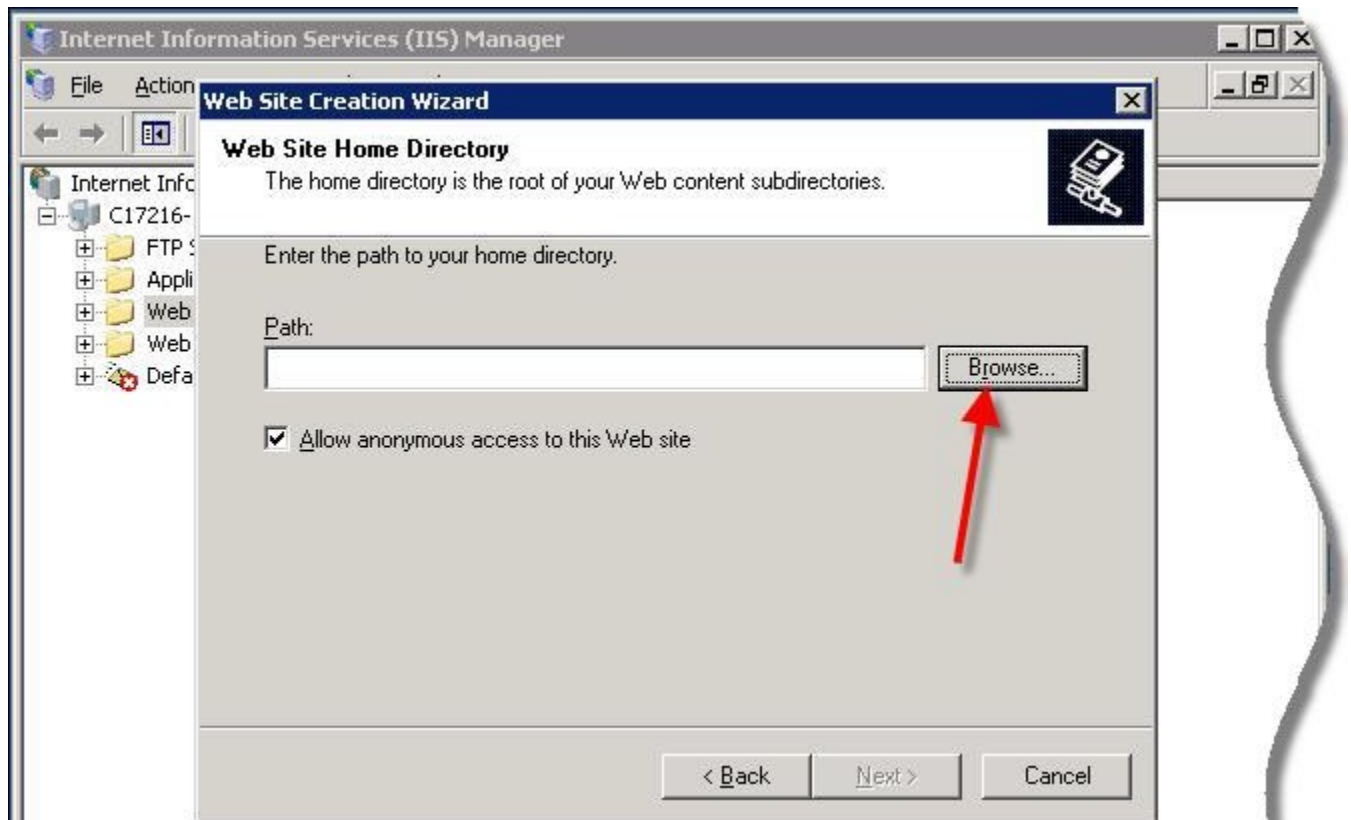 Internet Information Services (IIS) Manager
File Action
Web Site Creation Wizard
Web Site Home Directory
The home directory is the root of your Web content subdirectories.
Internet Info
C17216-
FTP S
Appli
Web
Web
Defa
Enter the path to your home directory.
Path:
Browse...
Allow anonymous access to this Web site
< Back Next > Cancel